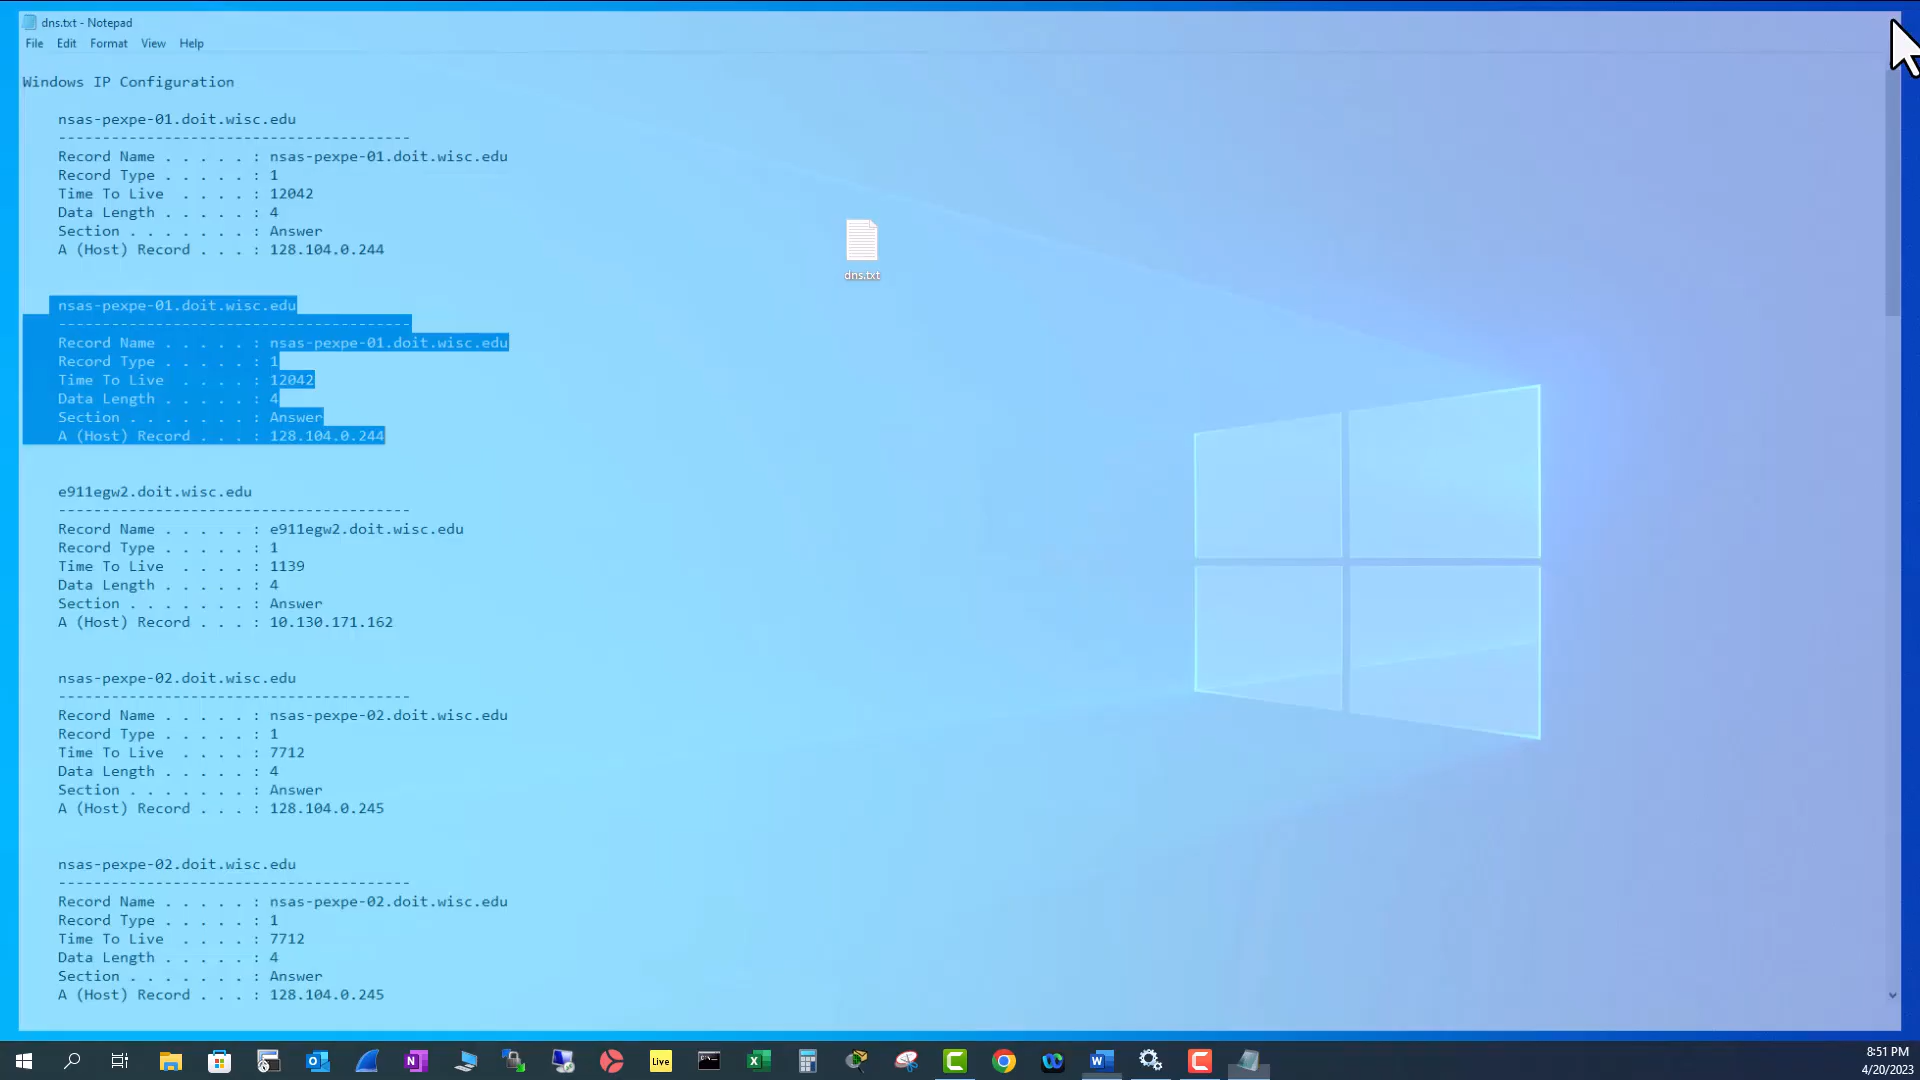 dns.txt - Notepad
File Edit Format View Help
Windows IP Configuration
nsas-pexpe-01.doit.wisc.edu
----------------------------------------
Record Name . . . . . : nsas-pexpe-01.doit.wisc.edu
Record Type . . . . . : 1
Time To Live  . . . . : 12042
Data Length . . . . . : 4
Section . . . . . . . : Answer
A (Host) Record . . . : 128.104.0.244
dns.txt
nsas-pexpe-01.doit.wisc.edu
----------------------------------------
Record Name . . . . . : nsas-pexpe-01.doit.wisc.edu
Record Type . . . . . : 1
Time To Live  . . . . : 12042
Data Length . . . . . : 4
Section . . . . . . . : Answer
A (Host) Record . . . : 128.104.0.244
e911egw2.doit.wisc.edu
----------------------------------------
Record Name . . . . . : e911egw2.doit.wisc.edu
Record Type . . . . . : 1
Time To Live  . . . . : 1139
Data Length . . . . . : 4
Section . . . . . . . : Answer
A (Host) Record . . . : 10.130.171.162
nsas-pexpe-02.doit.wisc.edu
----------------------------------------
Record Name . . . . . : nsas-pexpe-02.doit.wisc.edu
Record Type . . . . . : 1
Time To Live  . . . . : 7712
Data Length . . . . . : 4
Section . . . . . . . : Answer
A (Host) Record . . . : 128.104.0.245
nsas-pexpe-02.doit.wisc.edu
----------------------------------------
Record Name . . . . . : nsas-pexpe-02.doit.wisc.edu
Record Type . . . . . : 1
Time To Live  . . . . : 7712
Data Length . . . . . : 4
Section . . . . . . . : Answer
A (Host) Record . . . : 128.104.0.245
Live
8:51 PM
4/20/2023